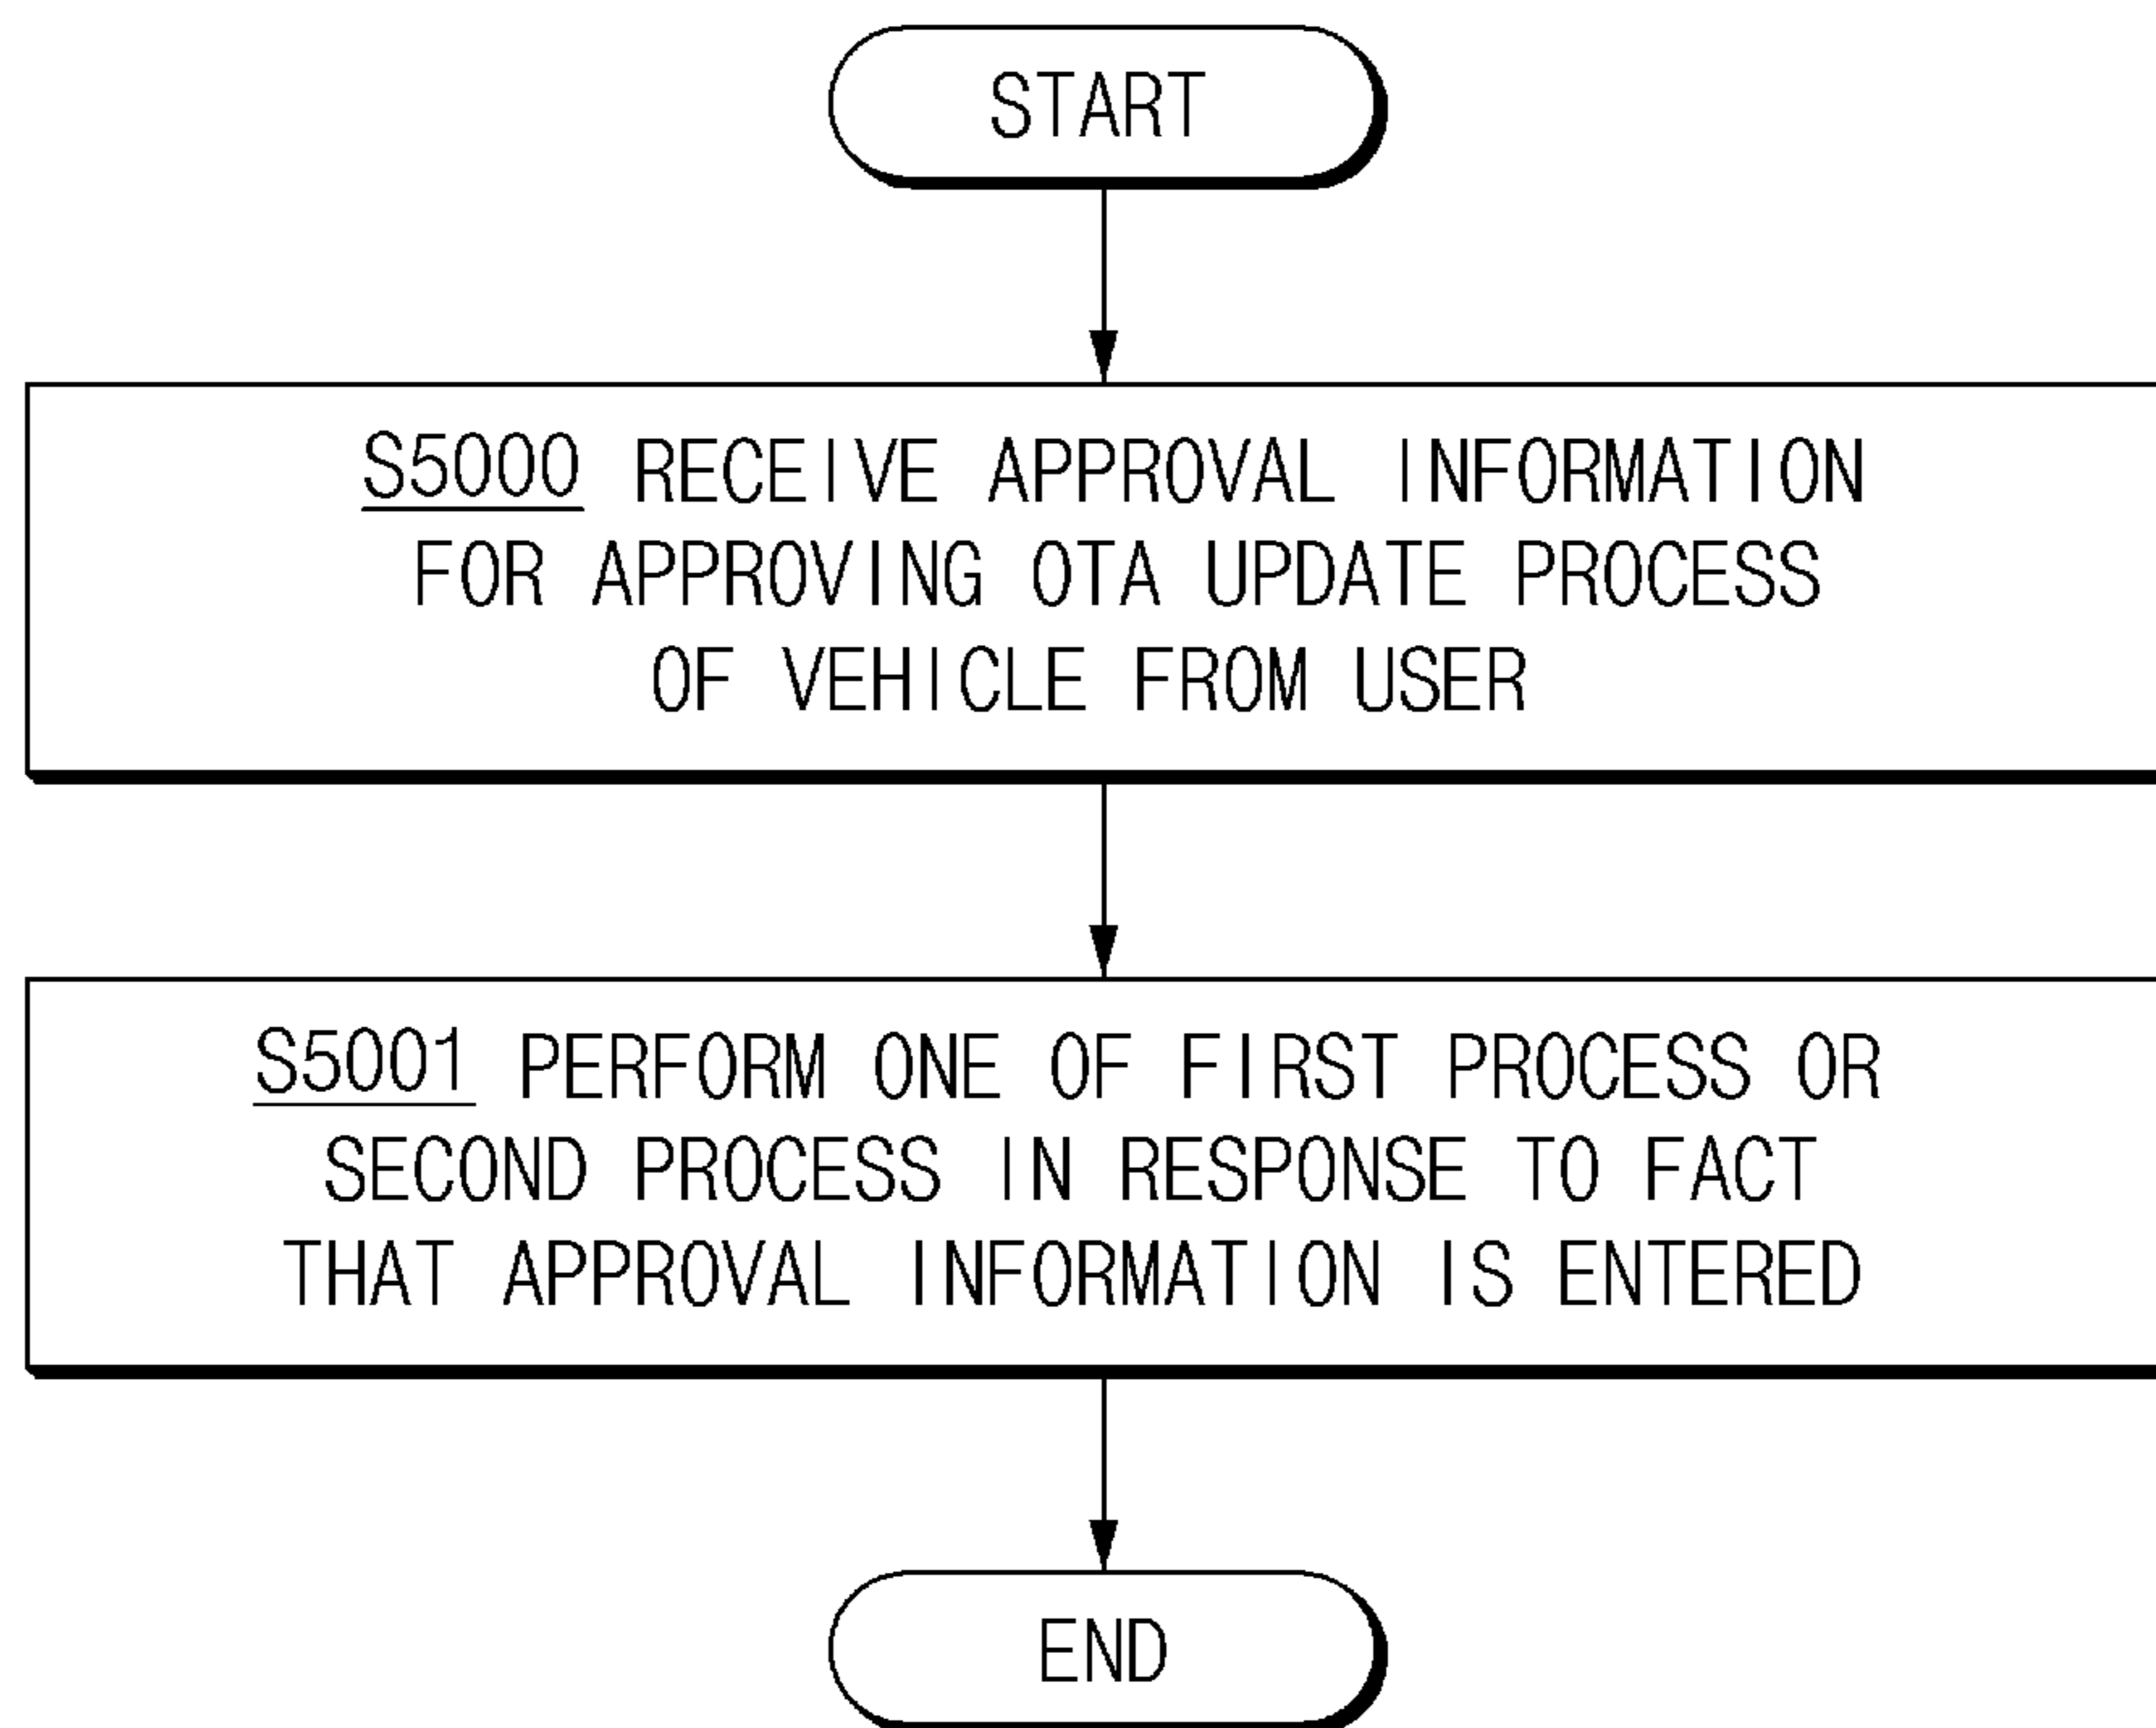 START
S5000 RECEIVE APPROVAL INFORMATION
FOR APPROVING OTA UPDATE PROCESS
OF VEHICLE FROM USER
S5001 PERFORM ONE OF FIRST PROCESS OR
SECOND PROCESS IN RESPONSE TO FACT
THAT APPROVAL INFORMATION IS ENTERED
END